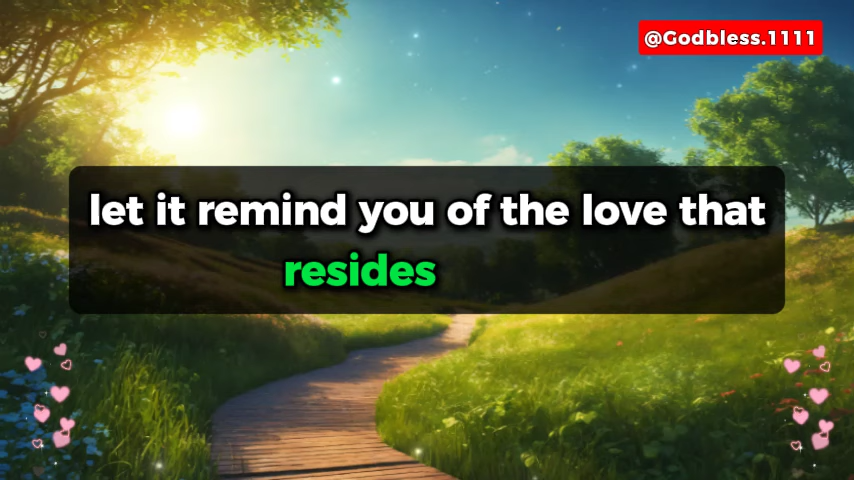 @Godbless.1111
let it remind you of the love that
resides